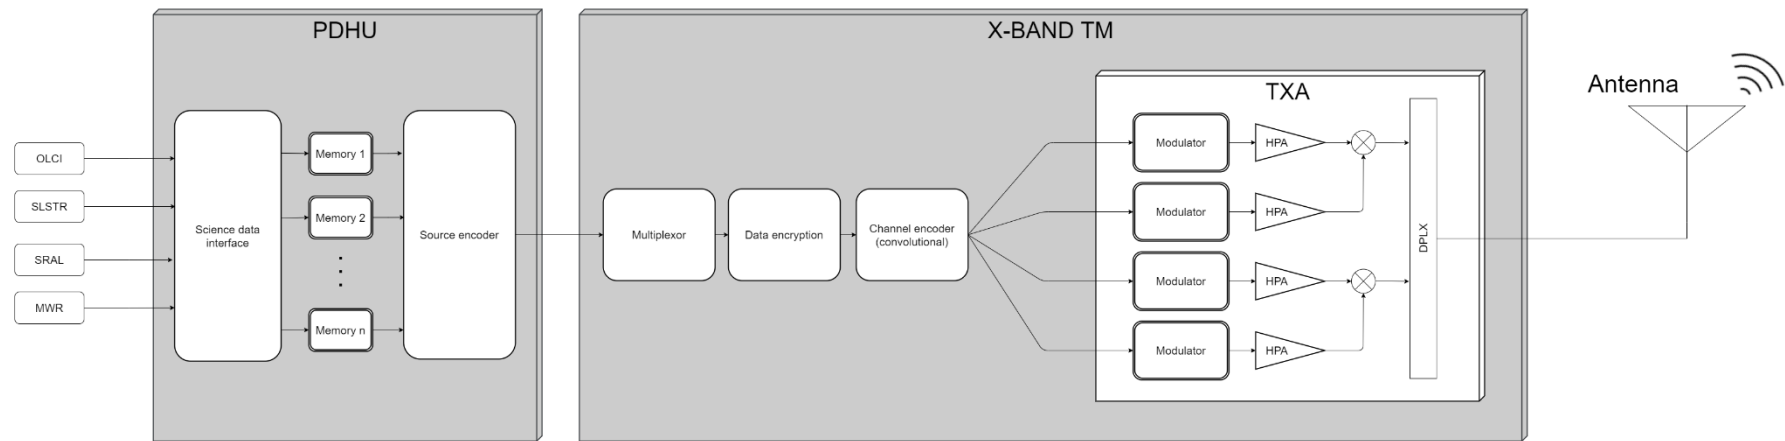 PDHU
X-BAND TM
TXA
Antenna
OLCI
SLSTR
SRAL
MWR
Science data
interface
Memory 1
Memory 2
Memory n
Source encoder
Multiplexor
Data encryption
Channel encoder
(convolutional)
Modulator
HPA
Modulator
HPA
Modulator
HPA
Modulator
HPA
DPLX